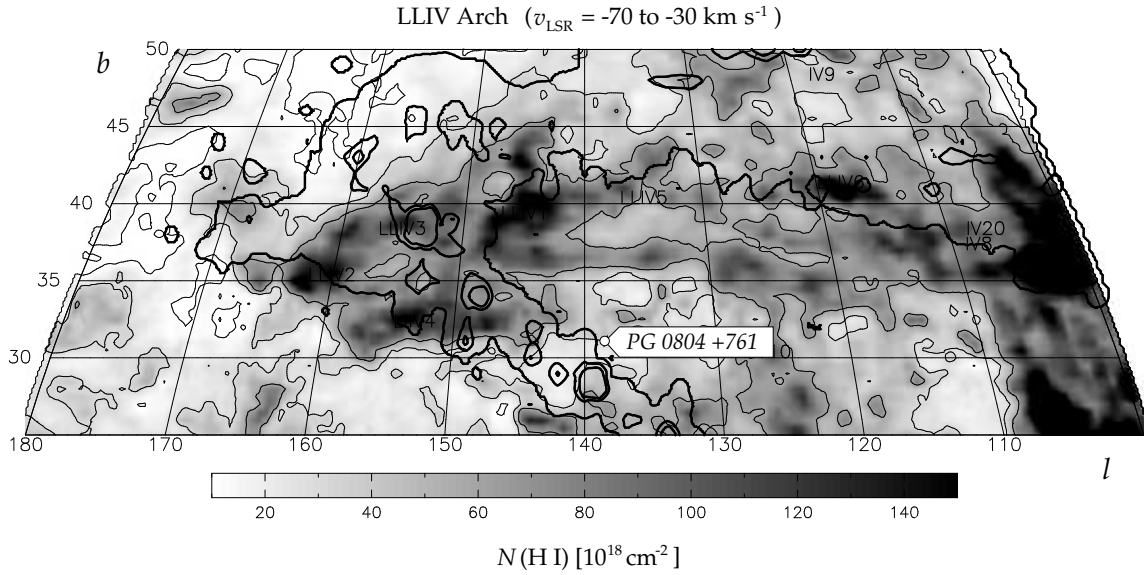 LLIV Arch (v_LSR = -70 to -30 km s⁻¹ )
b
50
45
40
35
30
IV9
LLIV6
LLIV5
LLIV1
LLIV3
IV20
IV8
LLIV2
LLIV4
PG 0804 +761
180 170 160 150 140 130 120 110
l
20 40 60 80 100 120 140
N (H I) [10¹⁸ cm⁻² ]